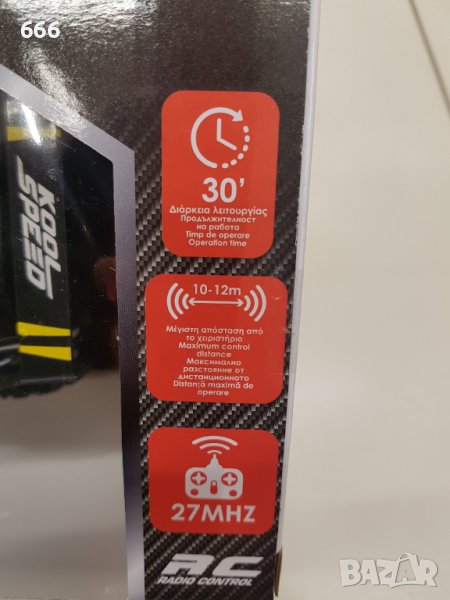 666
KOOL
SPEED
30'
Διάρκεια λειτουργίας
Продължителност
на работа
Timp de operare
Operation time
10-12m
Μέγιστη απόσταση από
το χειριστήριο
Maximum control
distance
Максимално
разстояние от
дистанционното
Distanță maximă de
operare
27MHZ
RC
RADIO CONTROL
BAZAR